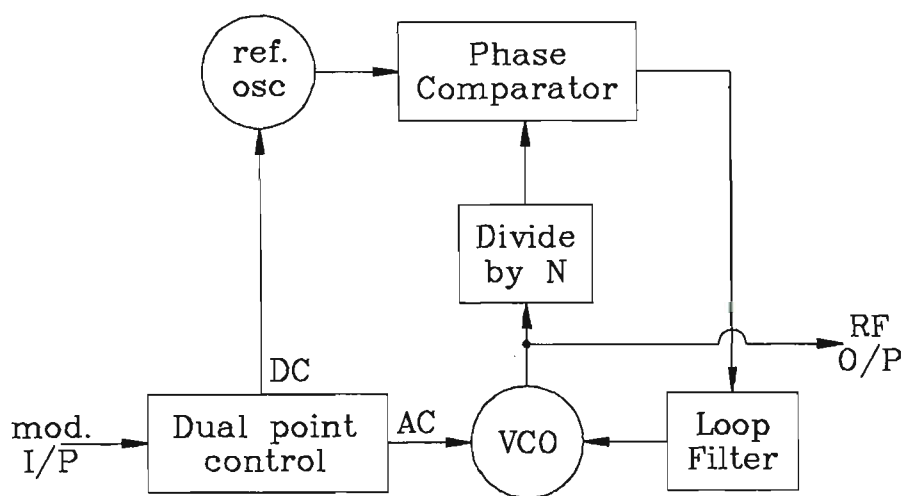 ref.
osc
Phase
Comparator
Divide
by N
RF
O/P
DC
mod.
I/P
Dual point
control
AC
VCO
Loop
Filter